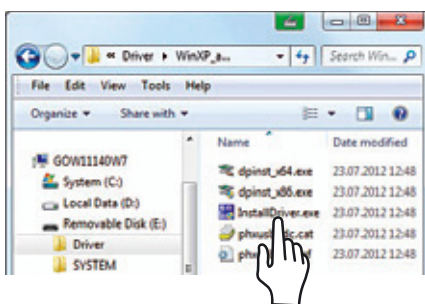 « Driver ▸ WinXP_a...
Search Win...
File Edit View Tools Help
Organize ▾ Share with ▾
Name Date modified
GOW11140W7
System (C:)
Local Data (D:)
Removable Disk (E:)
Driver
SYSTEM
dpinst_x64.exe 23.07.2012 12:48
dpinst_x86.exe 23.07.2012 12:48
InstallDriver.exe 23.07.2012 12:48
23.07.2012 12:48
23.07.2012 12:48